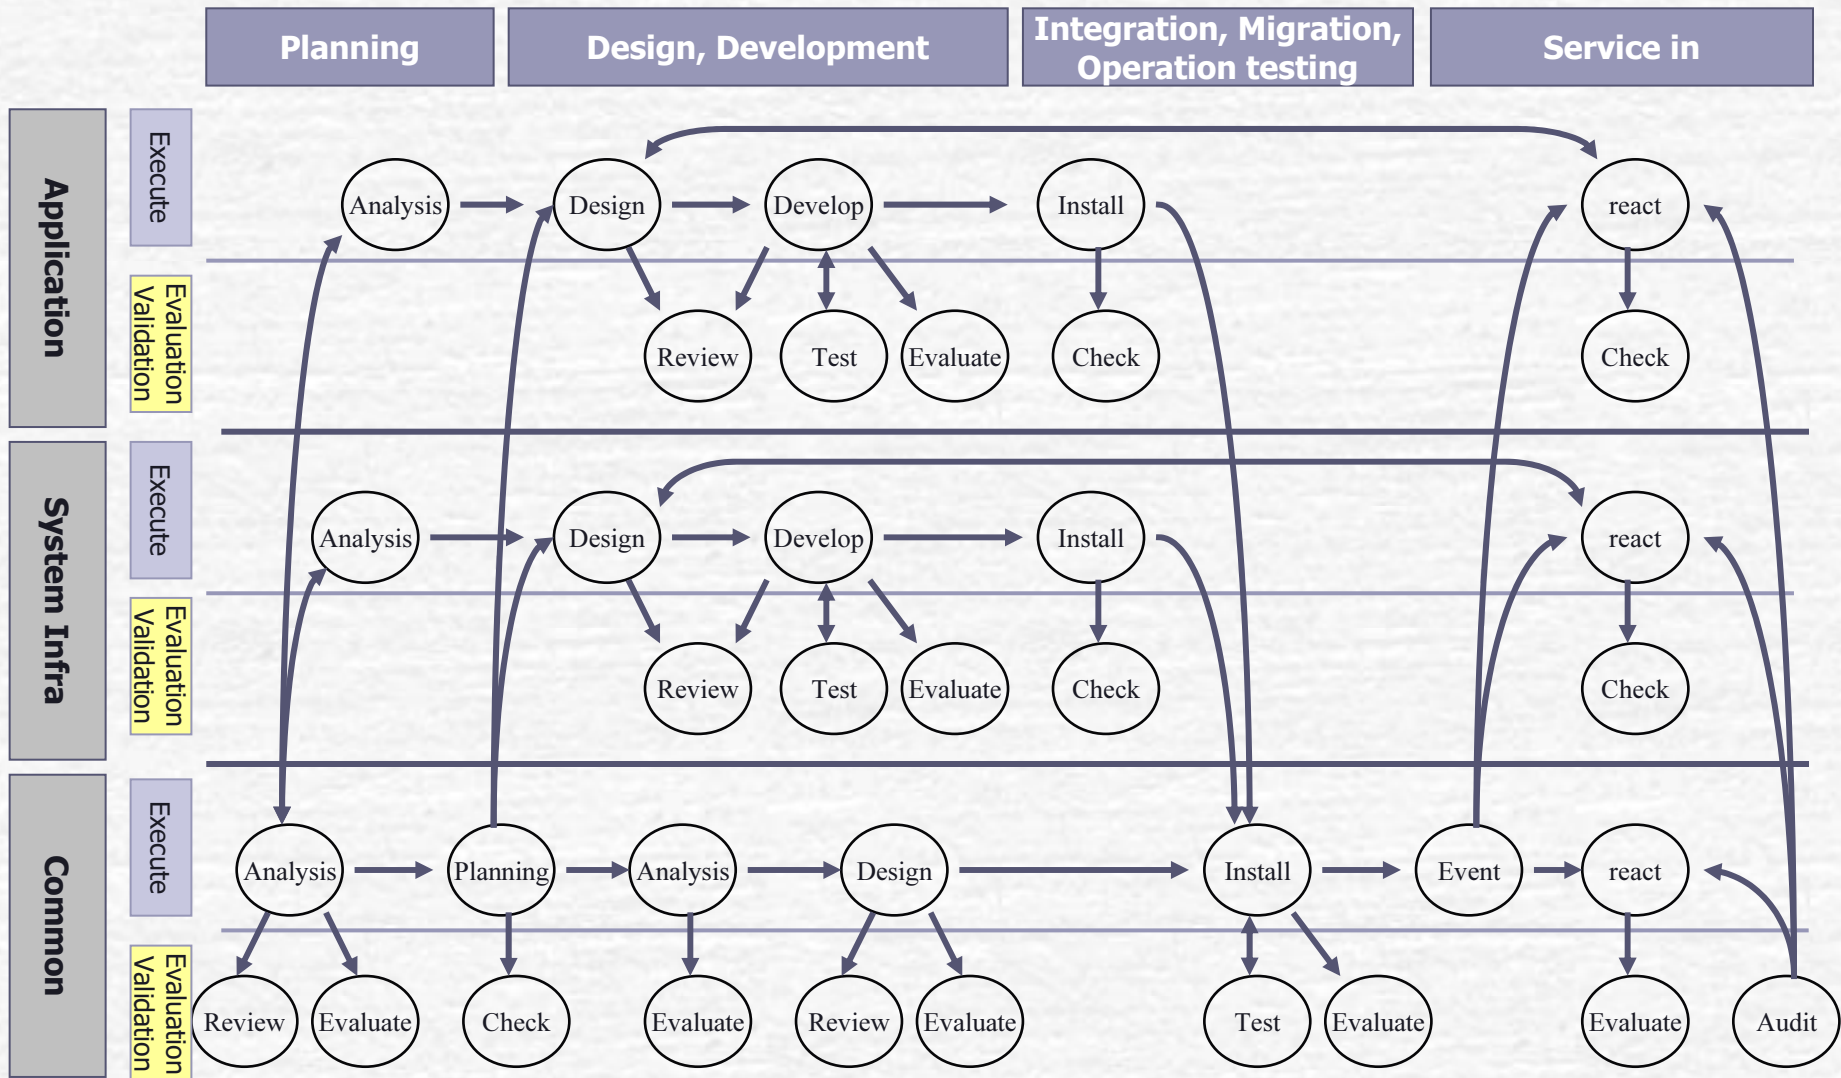 Planning
Design, Development
Integration, Migration,
Operation testing
Service in
Application
Execute
Analysis
Design
Develop
Install
react
Evaluation
Validation
Review
Test
Evaluate
Check
Check
System Infra
Execute
Analysis
Design
Develop
Install
react
Evaluation
Validation
Review
Test
Evaluate
Check
Check
Common
Execute
Analysis
Planning
Analysis
Design
Install
Event
react
Evaluation
Validation
Review
Evaluate
Check
Evaluate
Review
Evaluate
Test
Evaluate
Evaluate
Audit